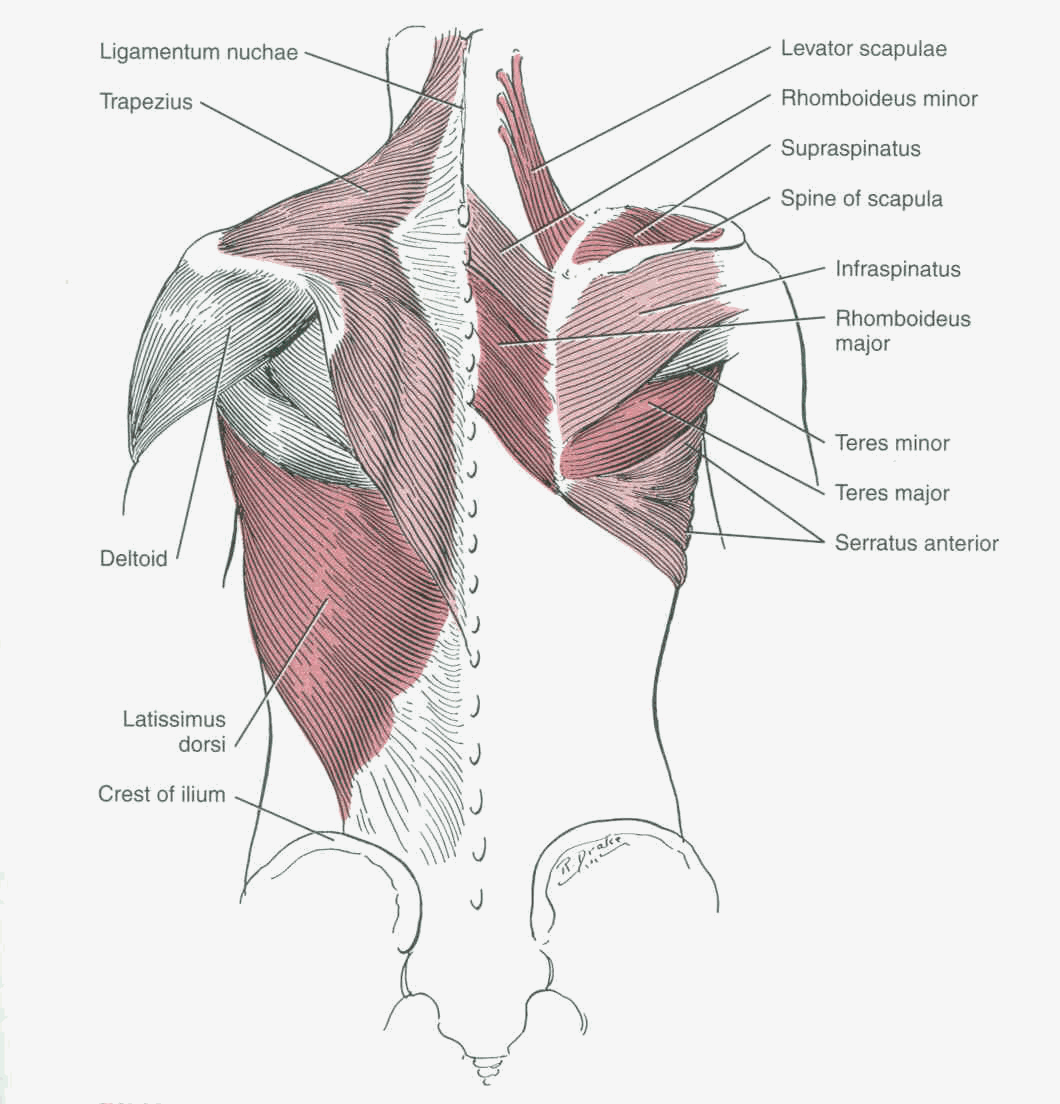 Ligamentum nuchae
Trapezius
Deltoid
Latissimus
dorsi
Crest of ilium
Levator scapulae
Rhomboideus minor
Supraspinatus
Spine of scapula
Infraspinatus
Rhomboideus
major
Teres minor
Teres major
Serratus anterior
R. Drake